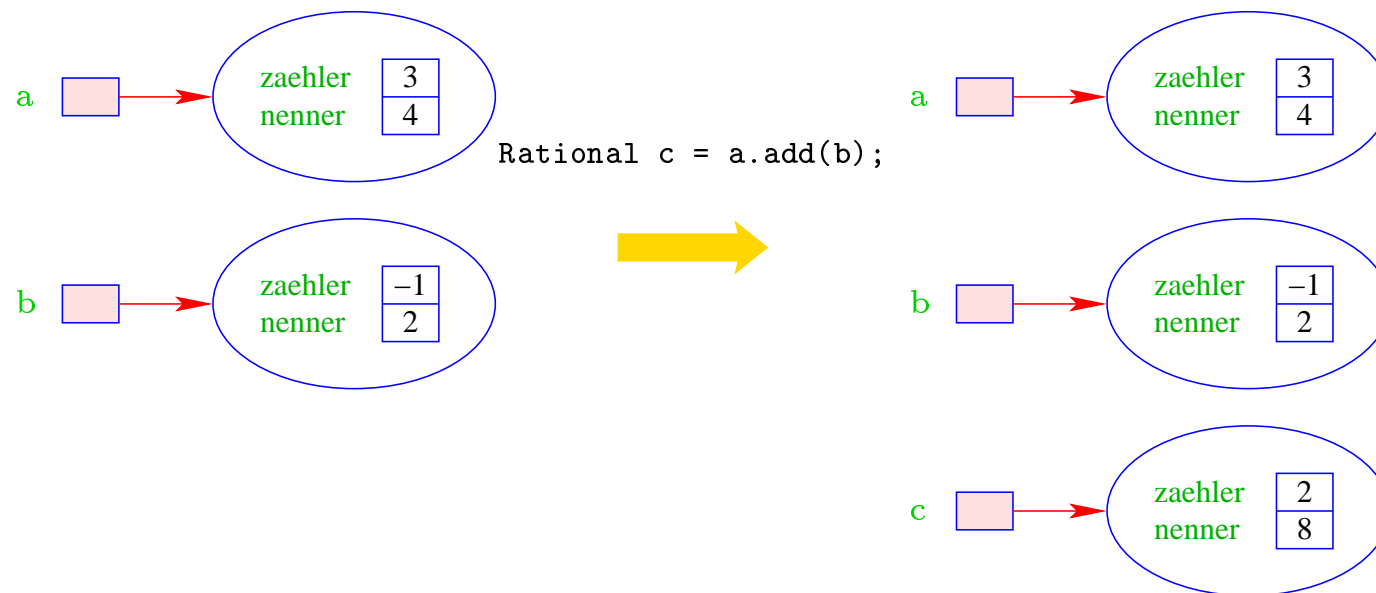 a
zaehler 3
nenner 4
b
zaehler –1
nenner 2
Rational c = a.add(b);
a
zaehler 3
nenner 4
b
zaehler –1
nenner 2
c
zaehler 2
nenner 8